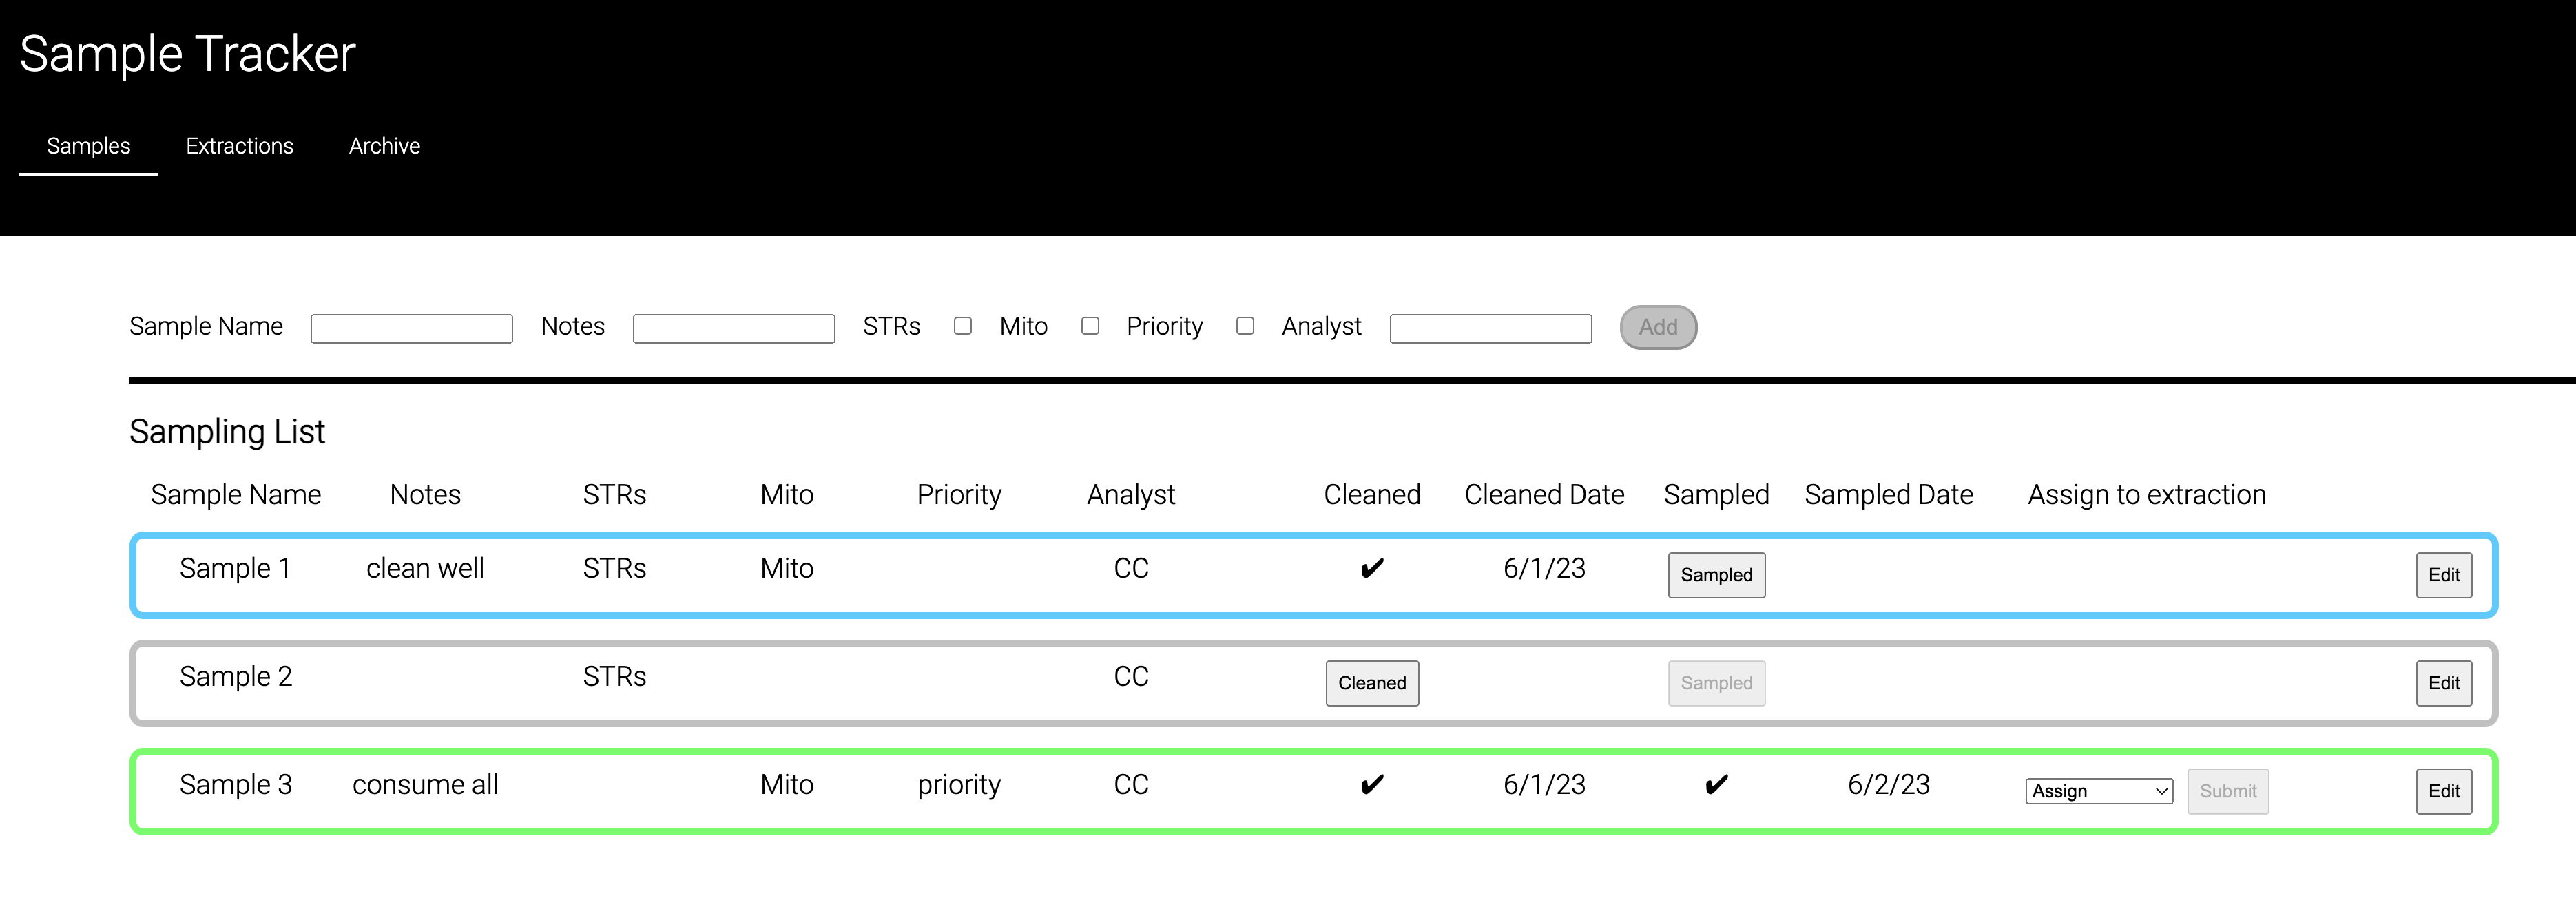 Sample Tracker
Samples Extractions Archive
Sample Name Notes STRs Mito Priority Analyst Add
Sampling List
Sample Name Notes STRs Mito Priority Analyst Cleaned Cleaned Date Sampled Sampled Date Assign to extraction
Sample 1 clean well STRs Mito CC ✔ 6/1/23 Sampled Edit
Sample 2 STRs CC Cleaned Sampled Edit
Sample 3 consume all Mito priority CC ✔ 6/1/23 ✔ 6/2/23 Assign Submit Edit